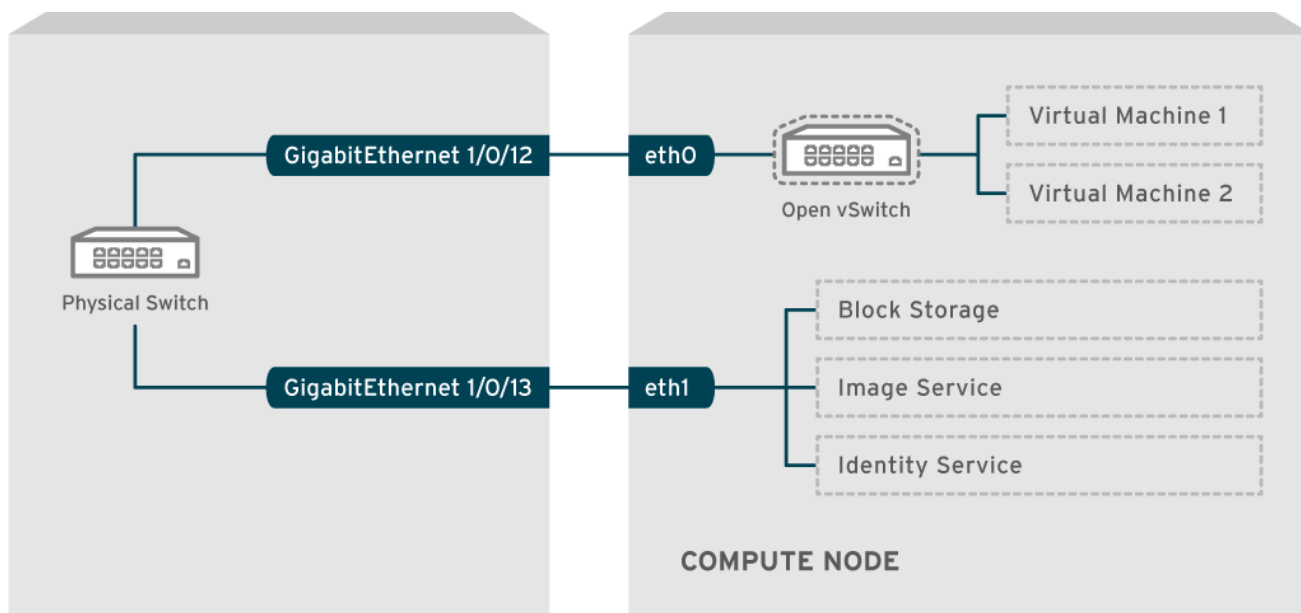 GigabitEthernet 1/0/12
eth0
Open vSwitch
Virtual Machine 1
Virtual Machine 2
Physical Switch
GigabitEthernet 1/0/13
eth1
Block Storage
Image Service
Identity Service
COMPUTE NODE